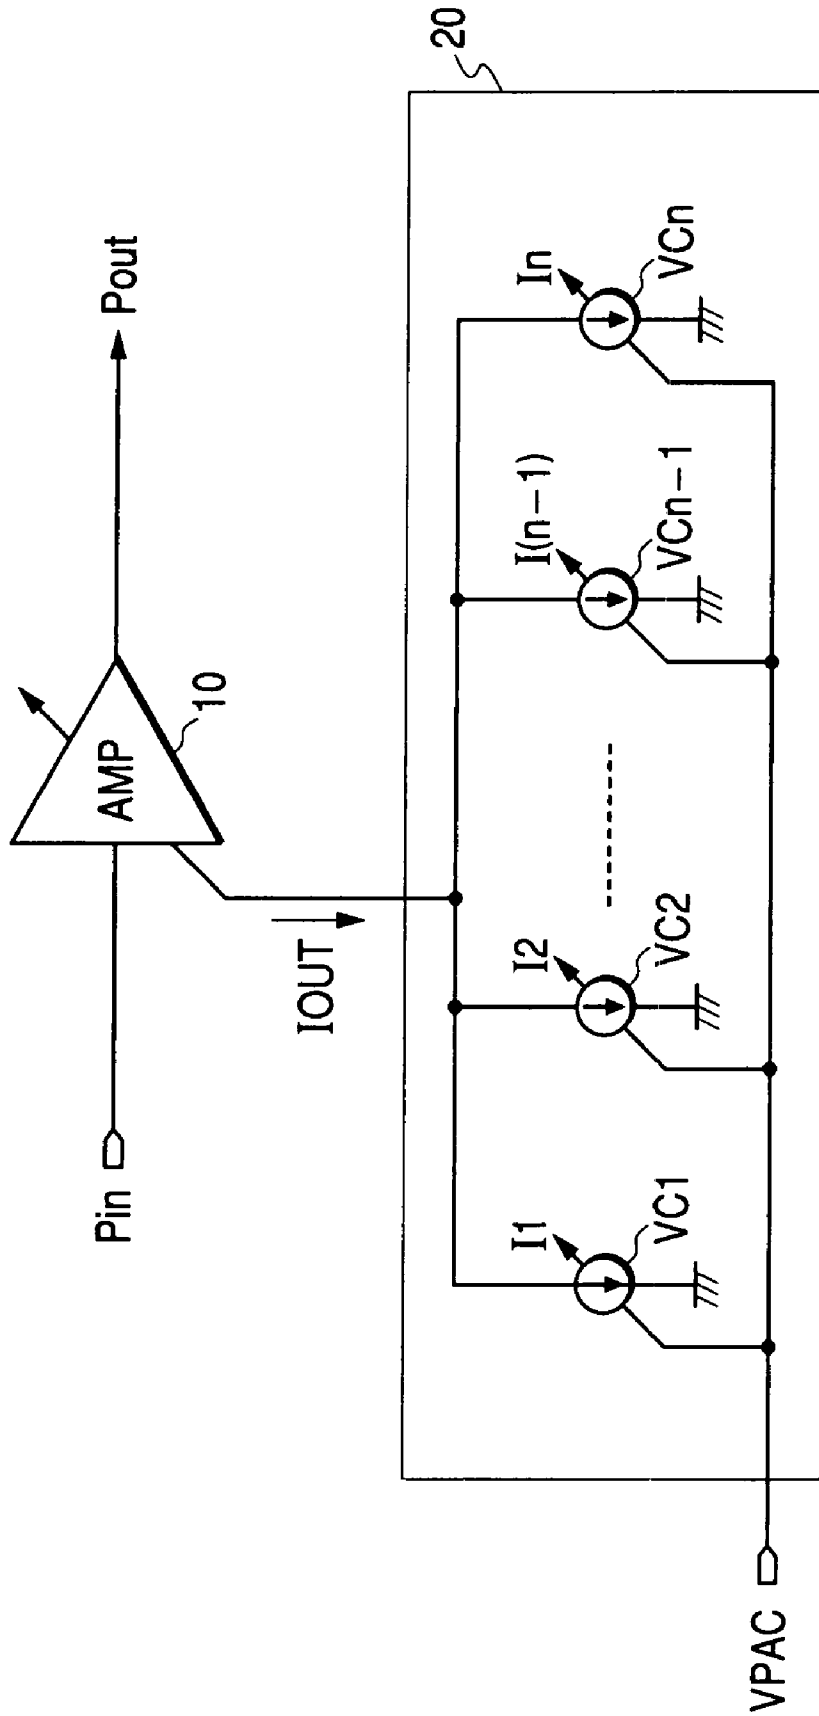 Pin
AMP
Pout
10
IOUT
20
I1
I2
I(n−1)
In
VC1
VC2
VCn−1
VCn
VPAC